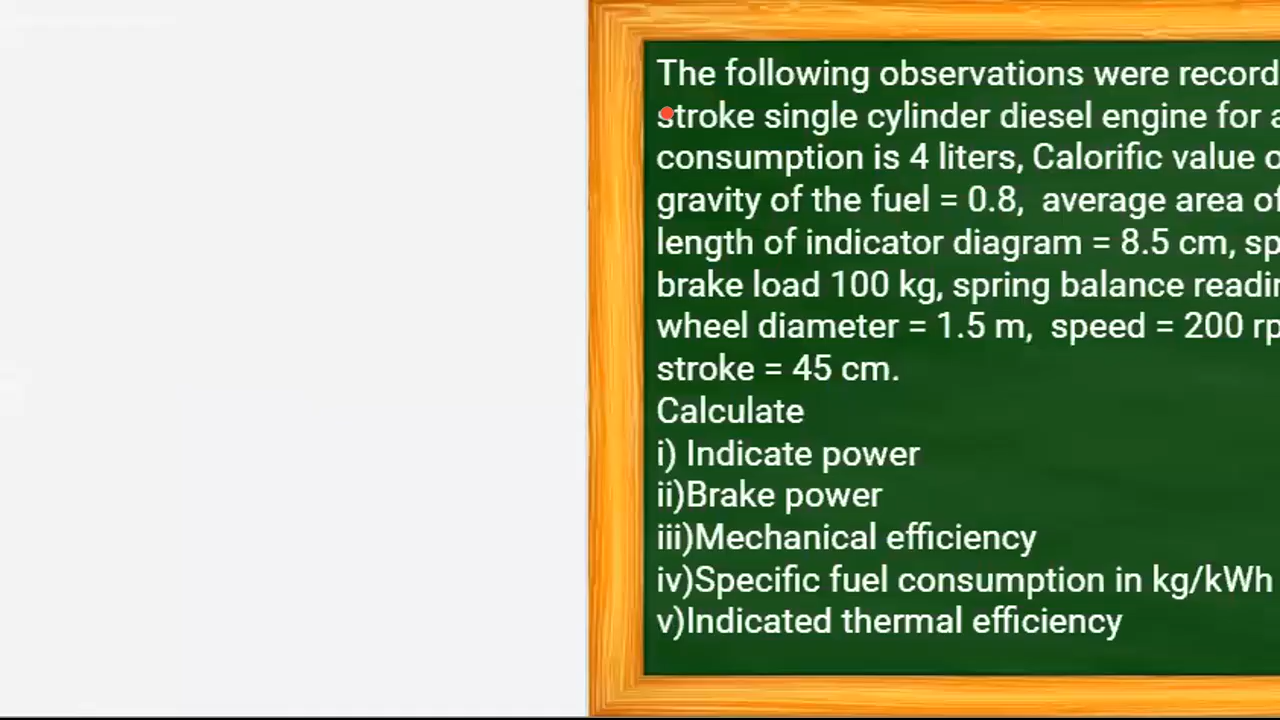 The following observations were record
stroke single cylinder diesel engine for a
consumption is 4 liters, Calorific value o
gravity of the fuel = 0.8, average area of
length of indicator diagram = 8.5 cm, sp
brake load 100 kg, spring balance readin
wheel diameter = 1.5 m, speed = 200 rp
stroke = 45 cm.
Calculate
i) Indicate power
ii)Brake power
iii)Mechanical efficiency
iv)Specific fuel consumption in kg/kWh
v)Indicated thermal efficiency